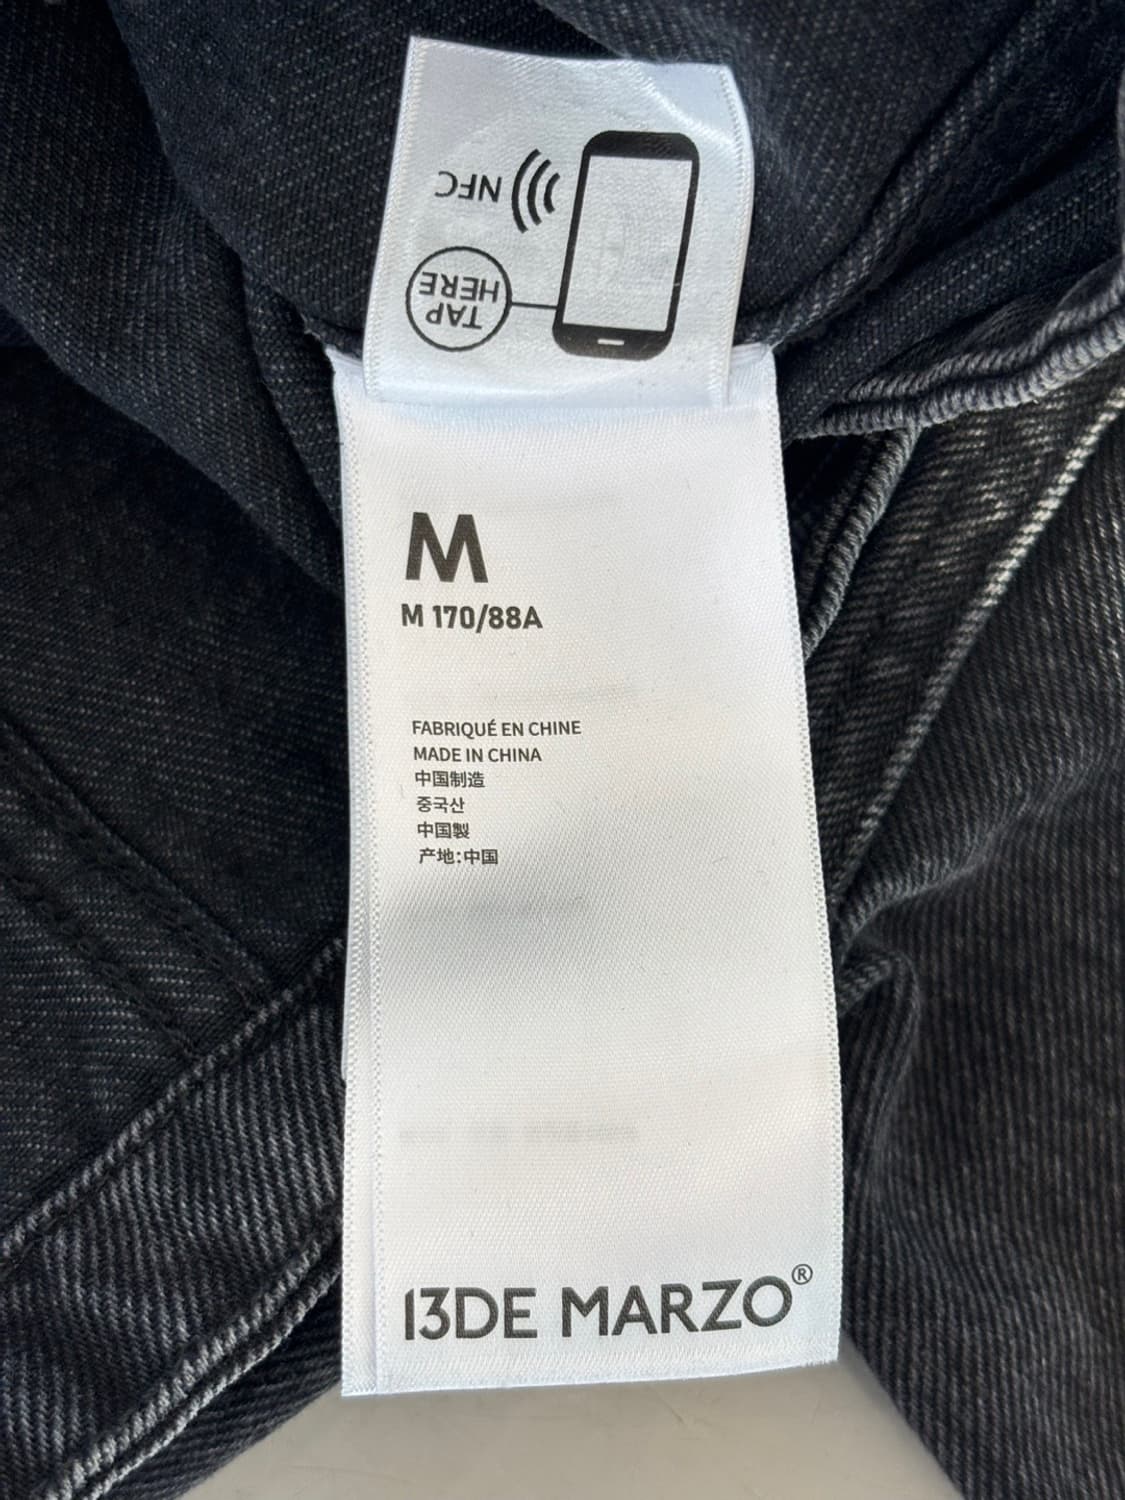 NFC
TAP
HERE
M
M 170/88A
FABRIQUÉ EN CHINE
MADE IN CHINA
中国制造
중국산
中国製
产地:中国
13DE MARZO®